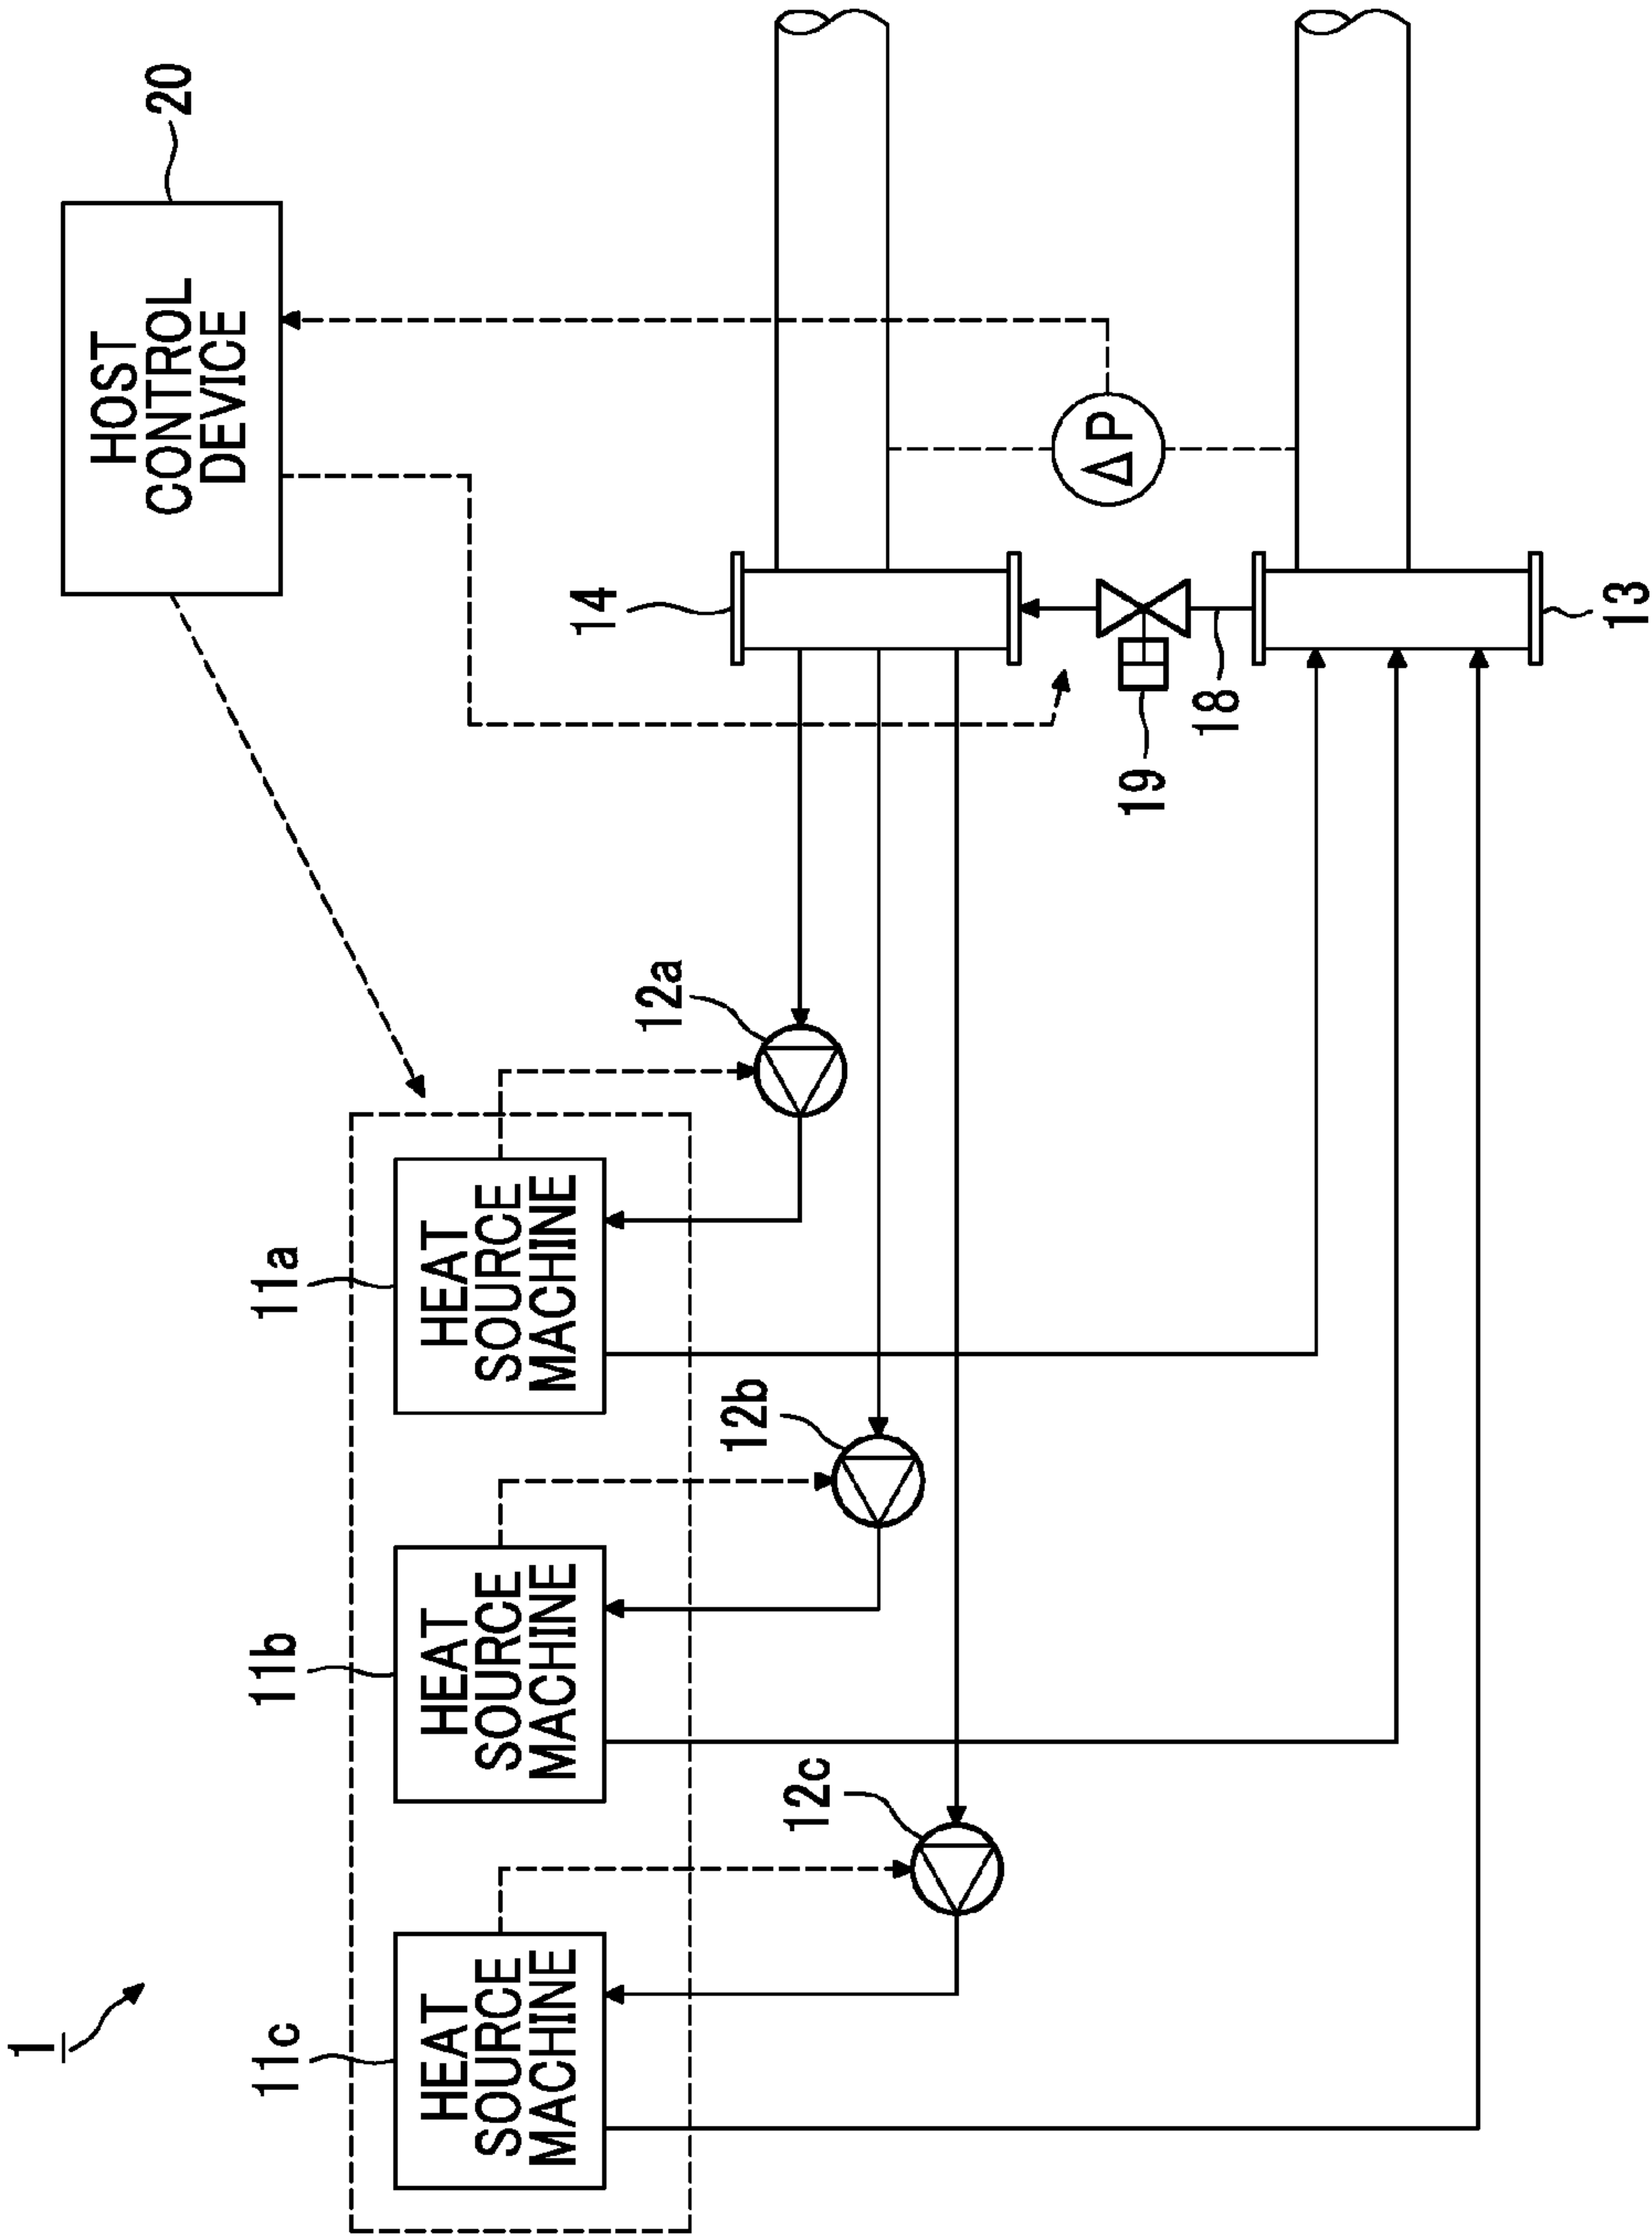 1
HOST
CONTROL
DEVICE
20
11c
HEAT
SOURCE
MACHINE
11b
HEAT
SOURCE
MACHINE
11a
HEAT
SOURCE
MACHINE
12c
12b
12a
14
ΔP
19
18
13